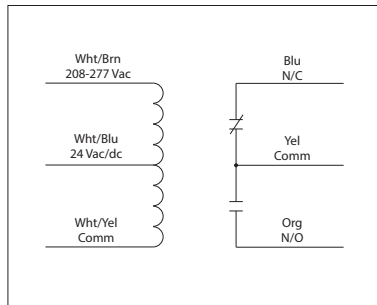 Wht/Brn
208-277 Vac
Wht/Blu
24 Vac/dc
Wht/Yel
Comm
Blu
N/C
Yel
Comm
Org
N/O